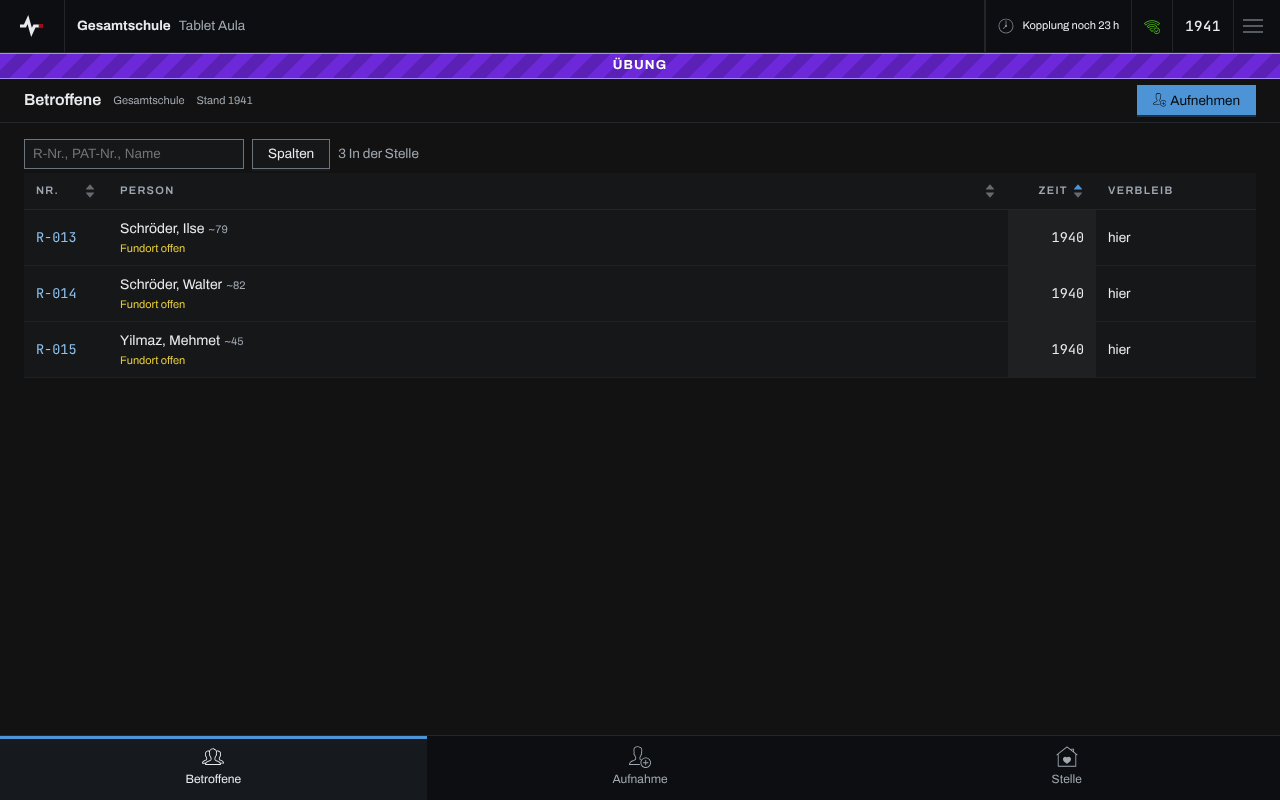 Gesamtschule Tablet Aula Kopplung noch 23 h 1941
ÜBUNG
Betroffene Gesamtschule Stand 1941 Aufnehmen
R-Nr., PAT-Nr., Name Spalten 3 In der Stelle
NR. PERSON ZEIT VERBLEIB
R-013 Schröder, Ilse ~79 1940 hier
Fundort offen
R-014 Schröder, Walter ~82 1940 hier
Fundort offen
R-015 Yilmaz, Mehmet ~45 1940 hier
Fundort offen
Betroffene Aufnahme Stelle